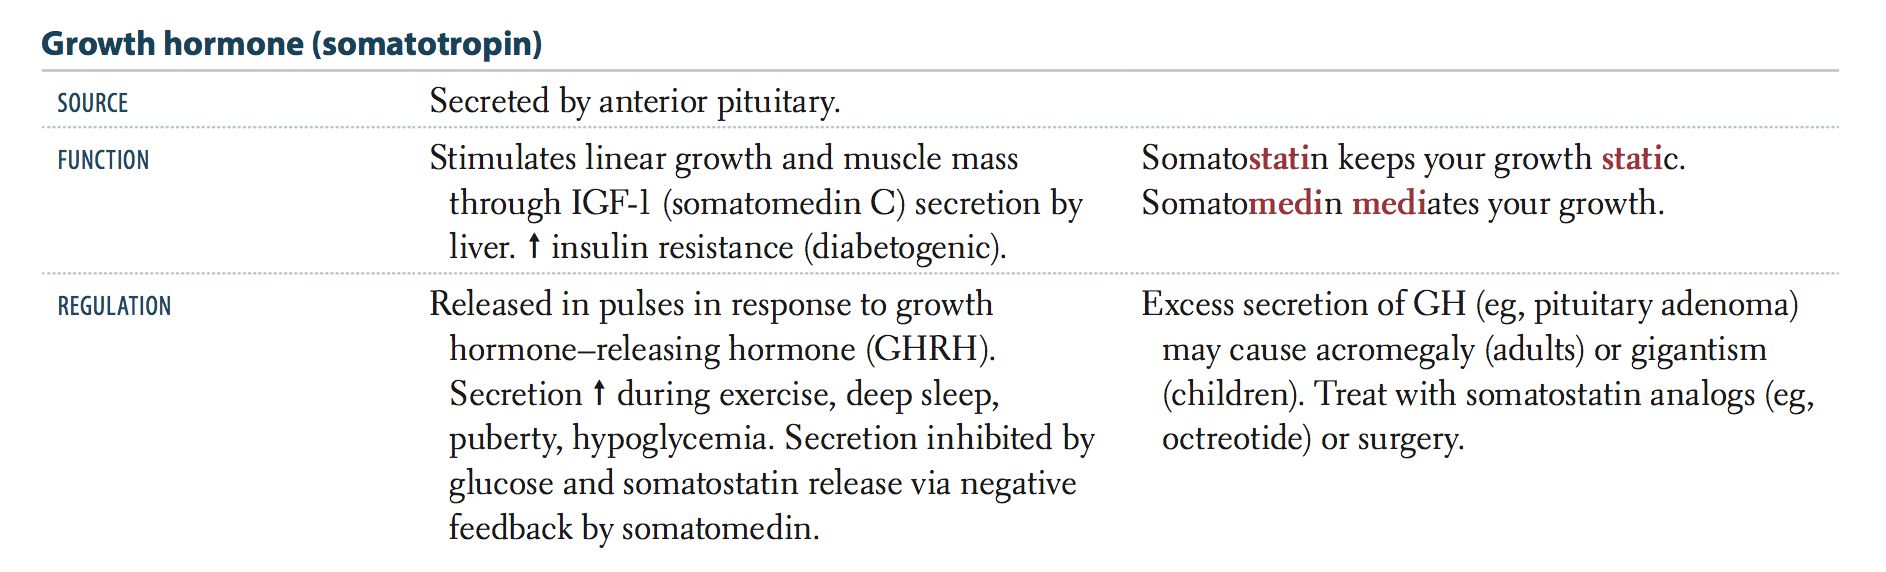 Growth hormone (somatotropin)
SOURCE
Secreted by anterior pituitary.
FUNCTION
Stimulates linear growth and muscle mass
through IGF-1 (somatomedin C) secretion by
liver. ↑ insulin resistance (diabetogenic).
Somatostatin keeps your growth static.
Somatomedin mediates your growth.
REGULATION
Released in pulses in response to growth
hormone–releasing hormone (GHRH).
Secretion ↑ during exercise, deep sleep,
puberty, hypoglycemia. Secretion inhibited by
glucose and somatostatin release via negative
feedback by somatomedin.
Excess secretion of GH (eg, pituitary adenoma)
may cause acromegaly (adults) or gigantism
(children). Treat with somatostatin analogs (eg,
octreotide) or surgery.